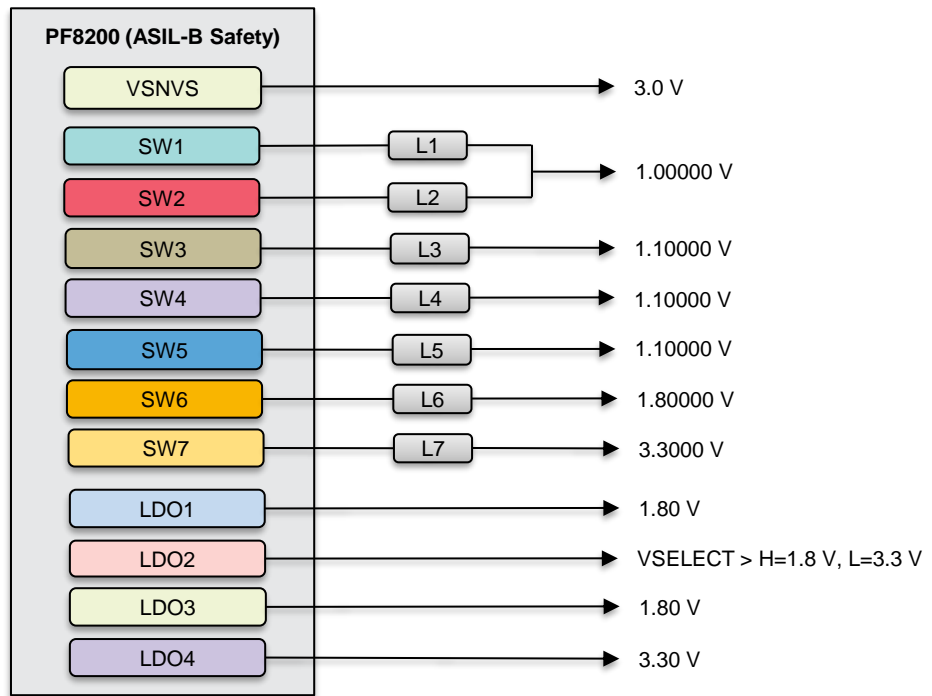 PF8200 (ASIL-B Safety)
VSNVS
3.0 V
SW1
L1
1.00000 V
SW2
L2
SW3
L3
1.10000 V
SW4
L4
1.10000 V
SW5
L5
1.10000 V
SW6
L6
1.80000 V
SW7
L7
3.3000 V
LDO1
1.80 V
LDO2
VSELECT > H=1.8 V, L=3.3 V
LDO3
1.80 V
LDO4
3.30 V